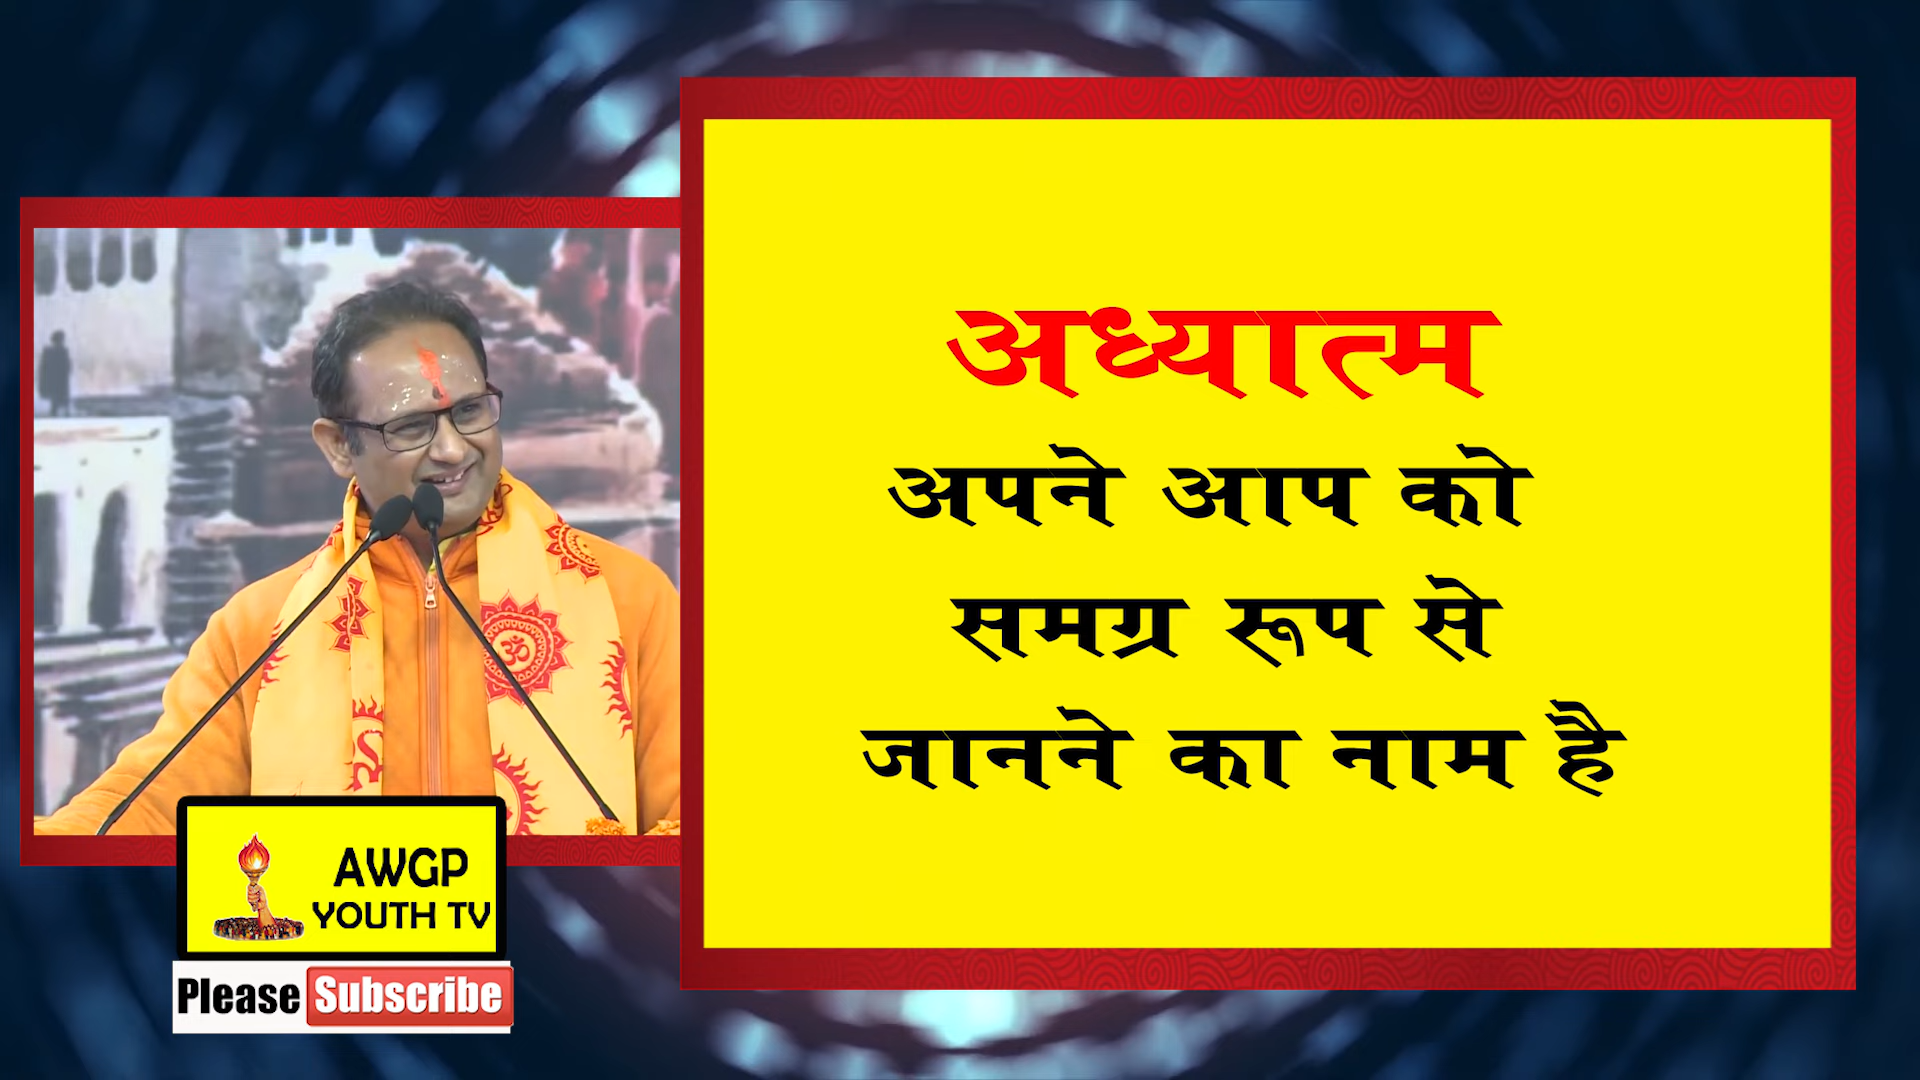 अध्यात्म
अपने आप को
समग्र रूप से
जानने का नाम है
AWGP
YOUTH TV
Please Subscribe